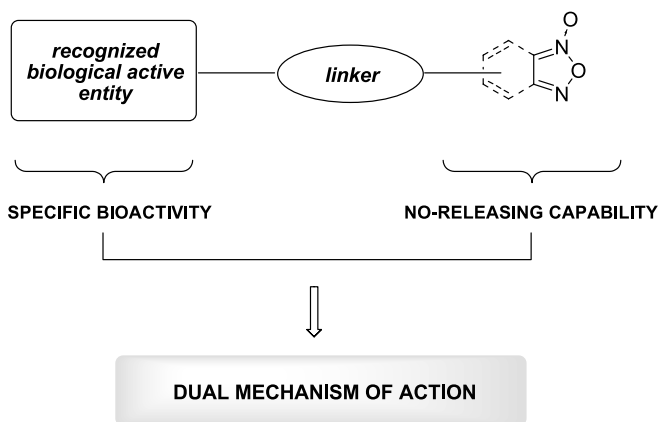 recognized
biological active
entity
linker
O
N
O
N
SPECIFIC BIOACTIVITY
NO-RELEASING CAPABILITY
DUAL MECHANISM OF ACTION